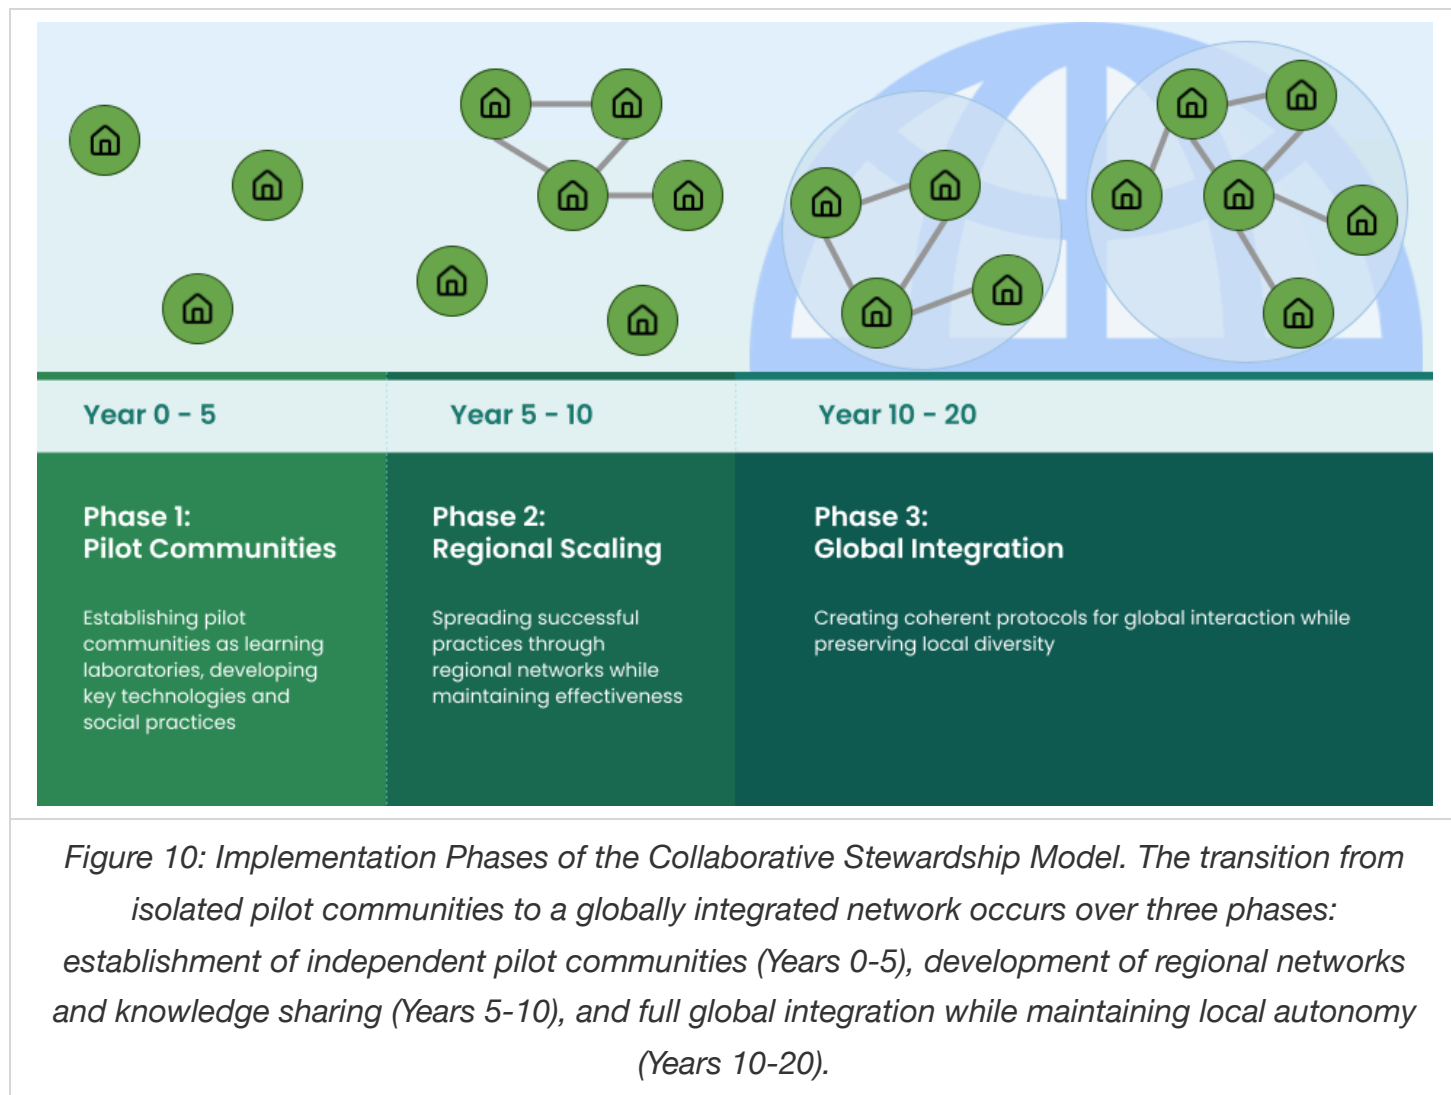 Year 0 - 5
Year 5 - 10
Year 10 - 20
Phase 1:
Pilot Communities
Establishing pilot
communities as learning
laboratories, developing
key technologies and
social practices
Phase 2:
Regional Scaling
Spreading successful
practices through
regional networks while
maintaining effectiveness
Phase 3:
Global Integration
Creating coherent protocols for global interaction while
preserving local diversity
Figure 10: Implementation Phases of the Collaborative Stewardship Model. The transition from
isolated pilot communities to a globally integrated network occurs over three phases:
establishment of independent pilot communities (Years 0-5), development of regional networks
and knowledge sharing (Years 5-10), and full global integration while maintaining local autonomy
(Years 10-20).